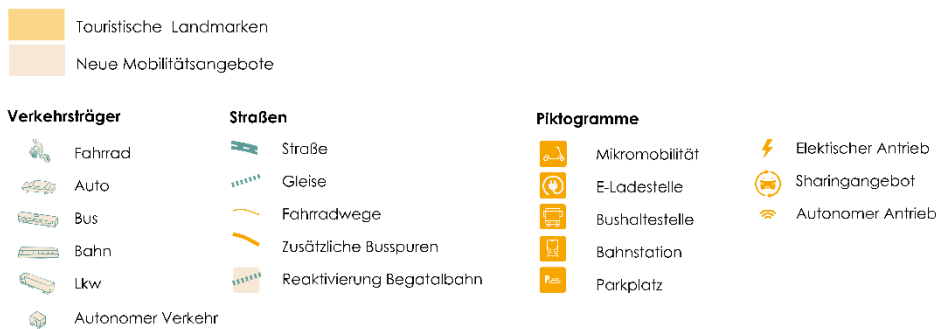 Touristische Landmarken
Neue Mobilitätsangebote
Verkehrsträger
Fahrrad
Auto
Bus
Bahn
Lkw
Autonomer Verkehr
Straßen
Straße
Gleise
Fahrradwege
Zusätzliche Busspuren
Reaktivierung Begatalbahn
Piktogramme
Mikromobilität
E-Ladestelle
Bushaltestelle
Bahnstation
Parkplatz
Elektischer Antrieb
Sharingangebot
Autonomer Antrieb